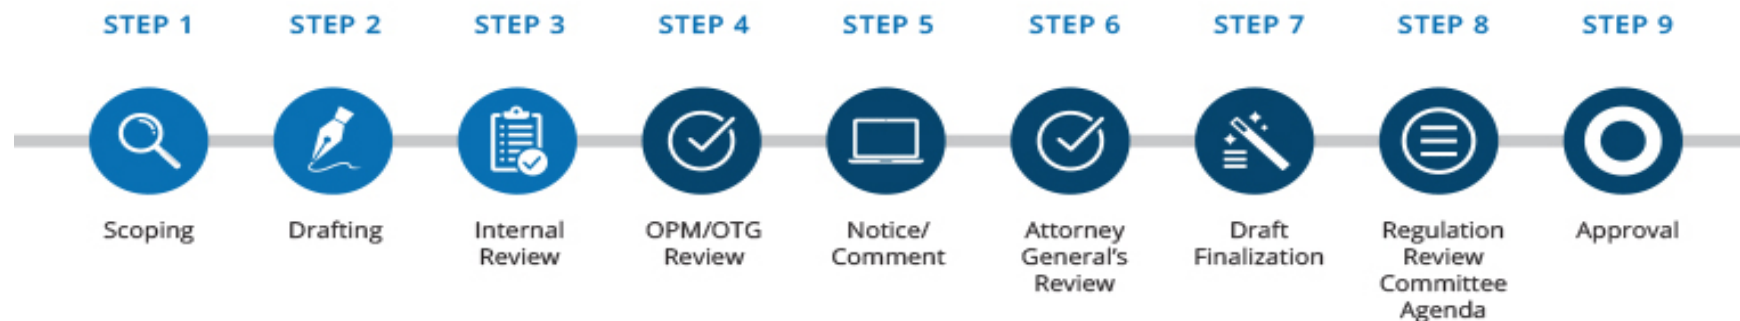 STEP 1
STEP 2
STEP 3
STEP 4
STEP 5
STEP 6
STEP 7
STEP 8
STEP 9
Scoping
Drafting
Internal
Review
OPM/OTG
Review
Notice/
Comment
Attorney
General's
Review
Draft
Finalization
Regulation
Review
Committee
Agenda
Approval